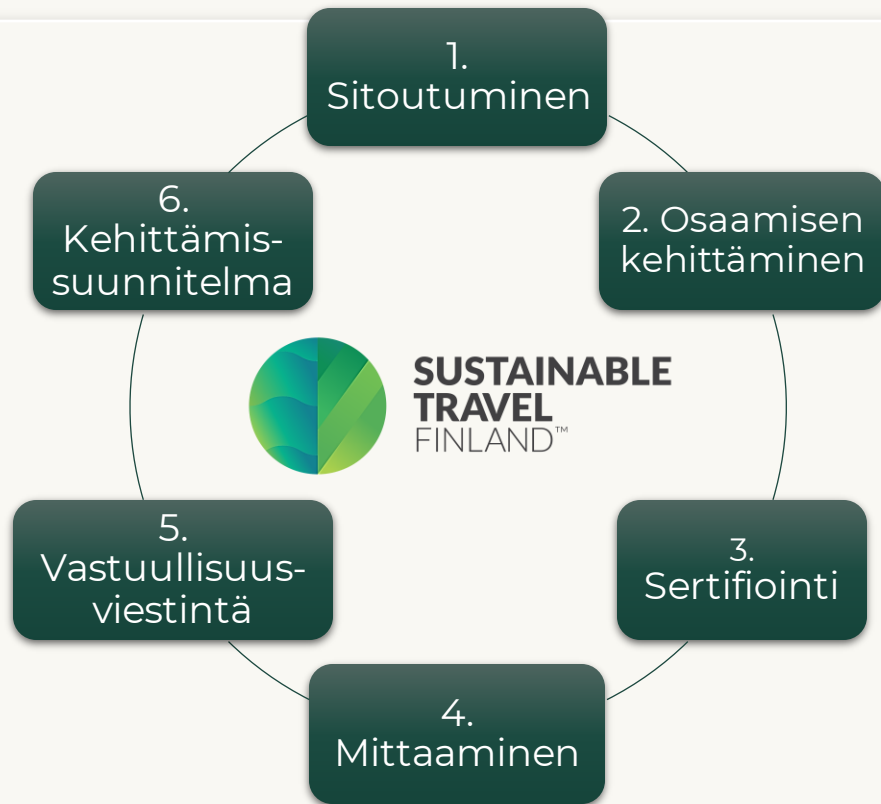 1.
Sitoutuminen
2. Osaamisen
kehittäminen
3.
Sertifiointi
4.
Mittaaminen
5.
Vastuullisuus-
viestintä
6.
Kehittämis-
suunnitelma
SUSTAINABLE
TRAVEL
FINLAND™